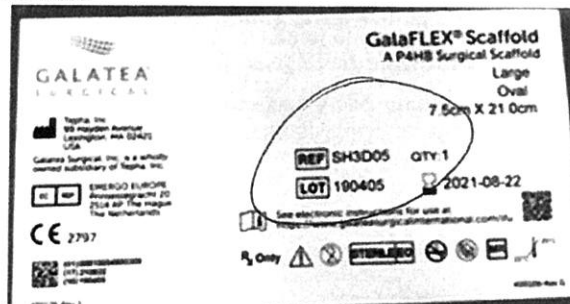 GALATEA
SURGICAL
Tepha, Inc.
99 Hayden Avenue
Lexington, MA 02421
USA
Galatea Surgical, Inc. is a wholly
owned subsidiary of Tepha, Inc.
EC REP
EMERGO EUROPE
Prinsessegracht 20
2514 AP The Hague
The Netherlands
CE 2797
GalaFLEX® Scaffold
A P4HB Surgical Scaffold
Large
Oval
7.5cm X 21.0cm
REF SH3D05 QTY:1
LOT 190405 2021-08-22
See electronic instructions for use at
Rx Only